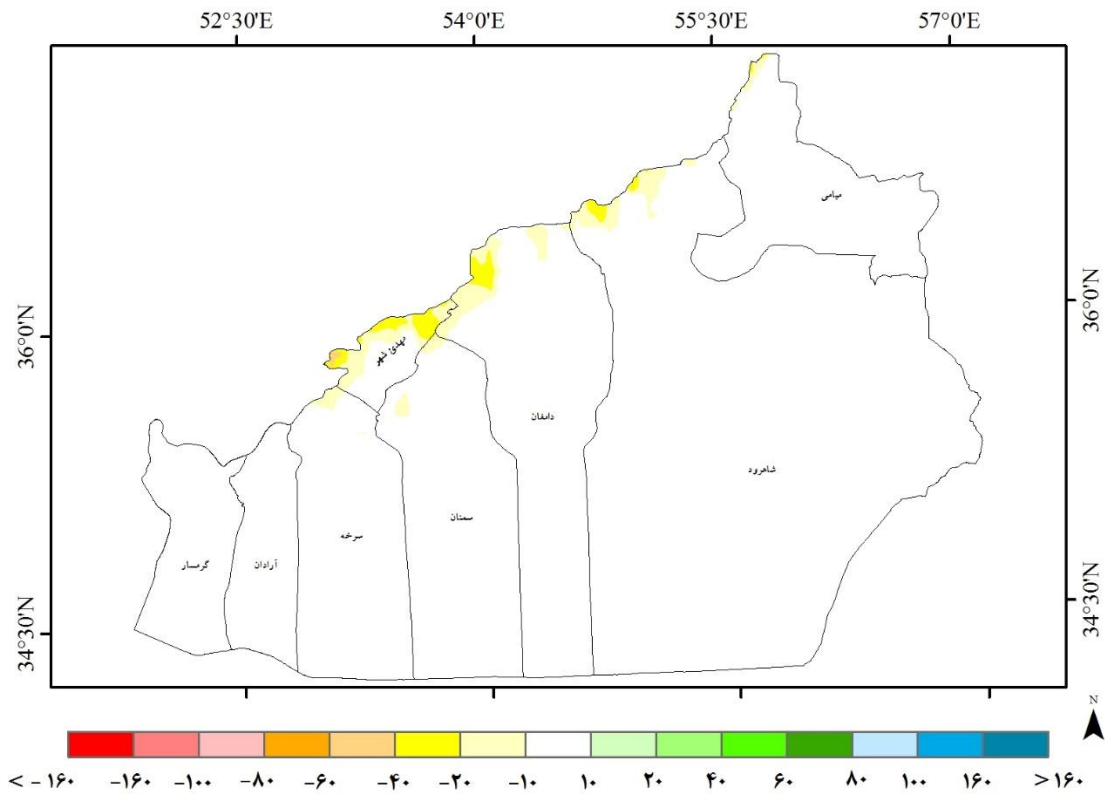 52°30'E 54°0'E 55°30'E 57°0'E
میامی
36°0'N
36°0'N
مهدی شهر
دامغان
شاهرود
سمنان
سرخه
آرادان
گرمسار
34°30'N
34°30'N
N
< -۱۶۰ -۱۶۰ -۱۰۰ -۸۰ -۶۰ -۴۰ -۲۰ -۱۰ ۱۰ ۲۰ ۴۰ ۶۰ ۸۰ ۱۰۰ ۱۶۰ >۱۶۰